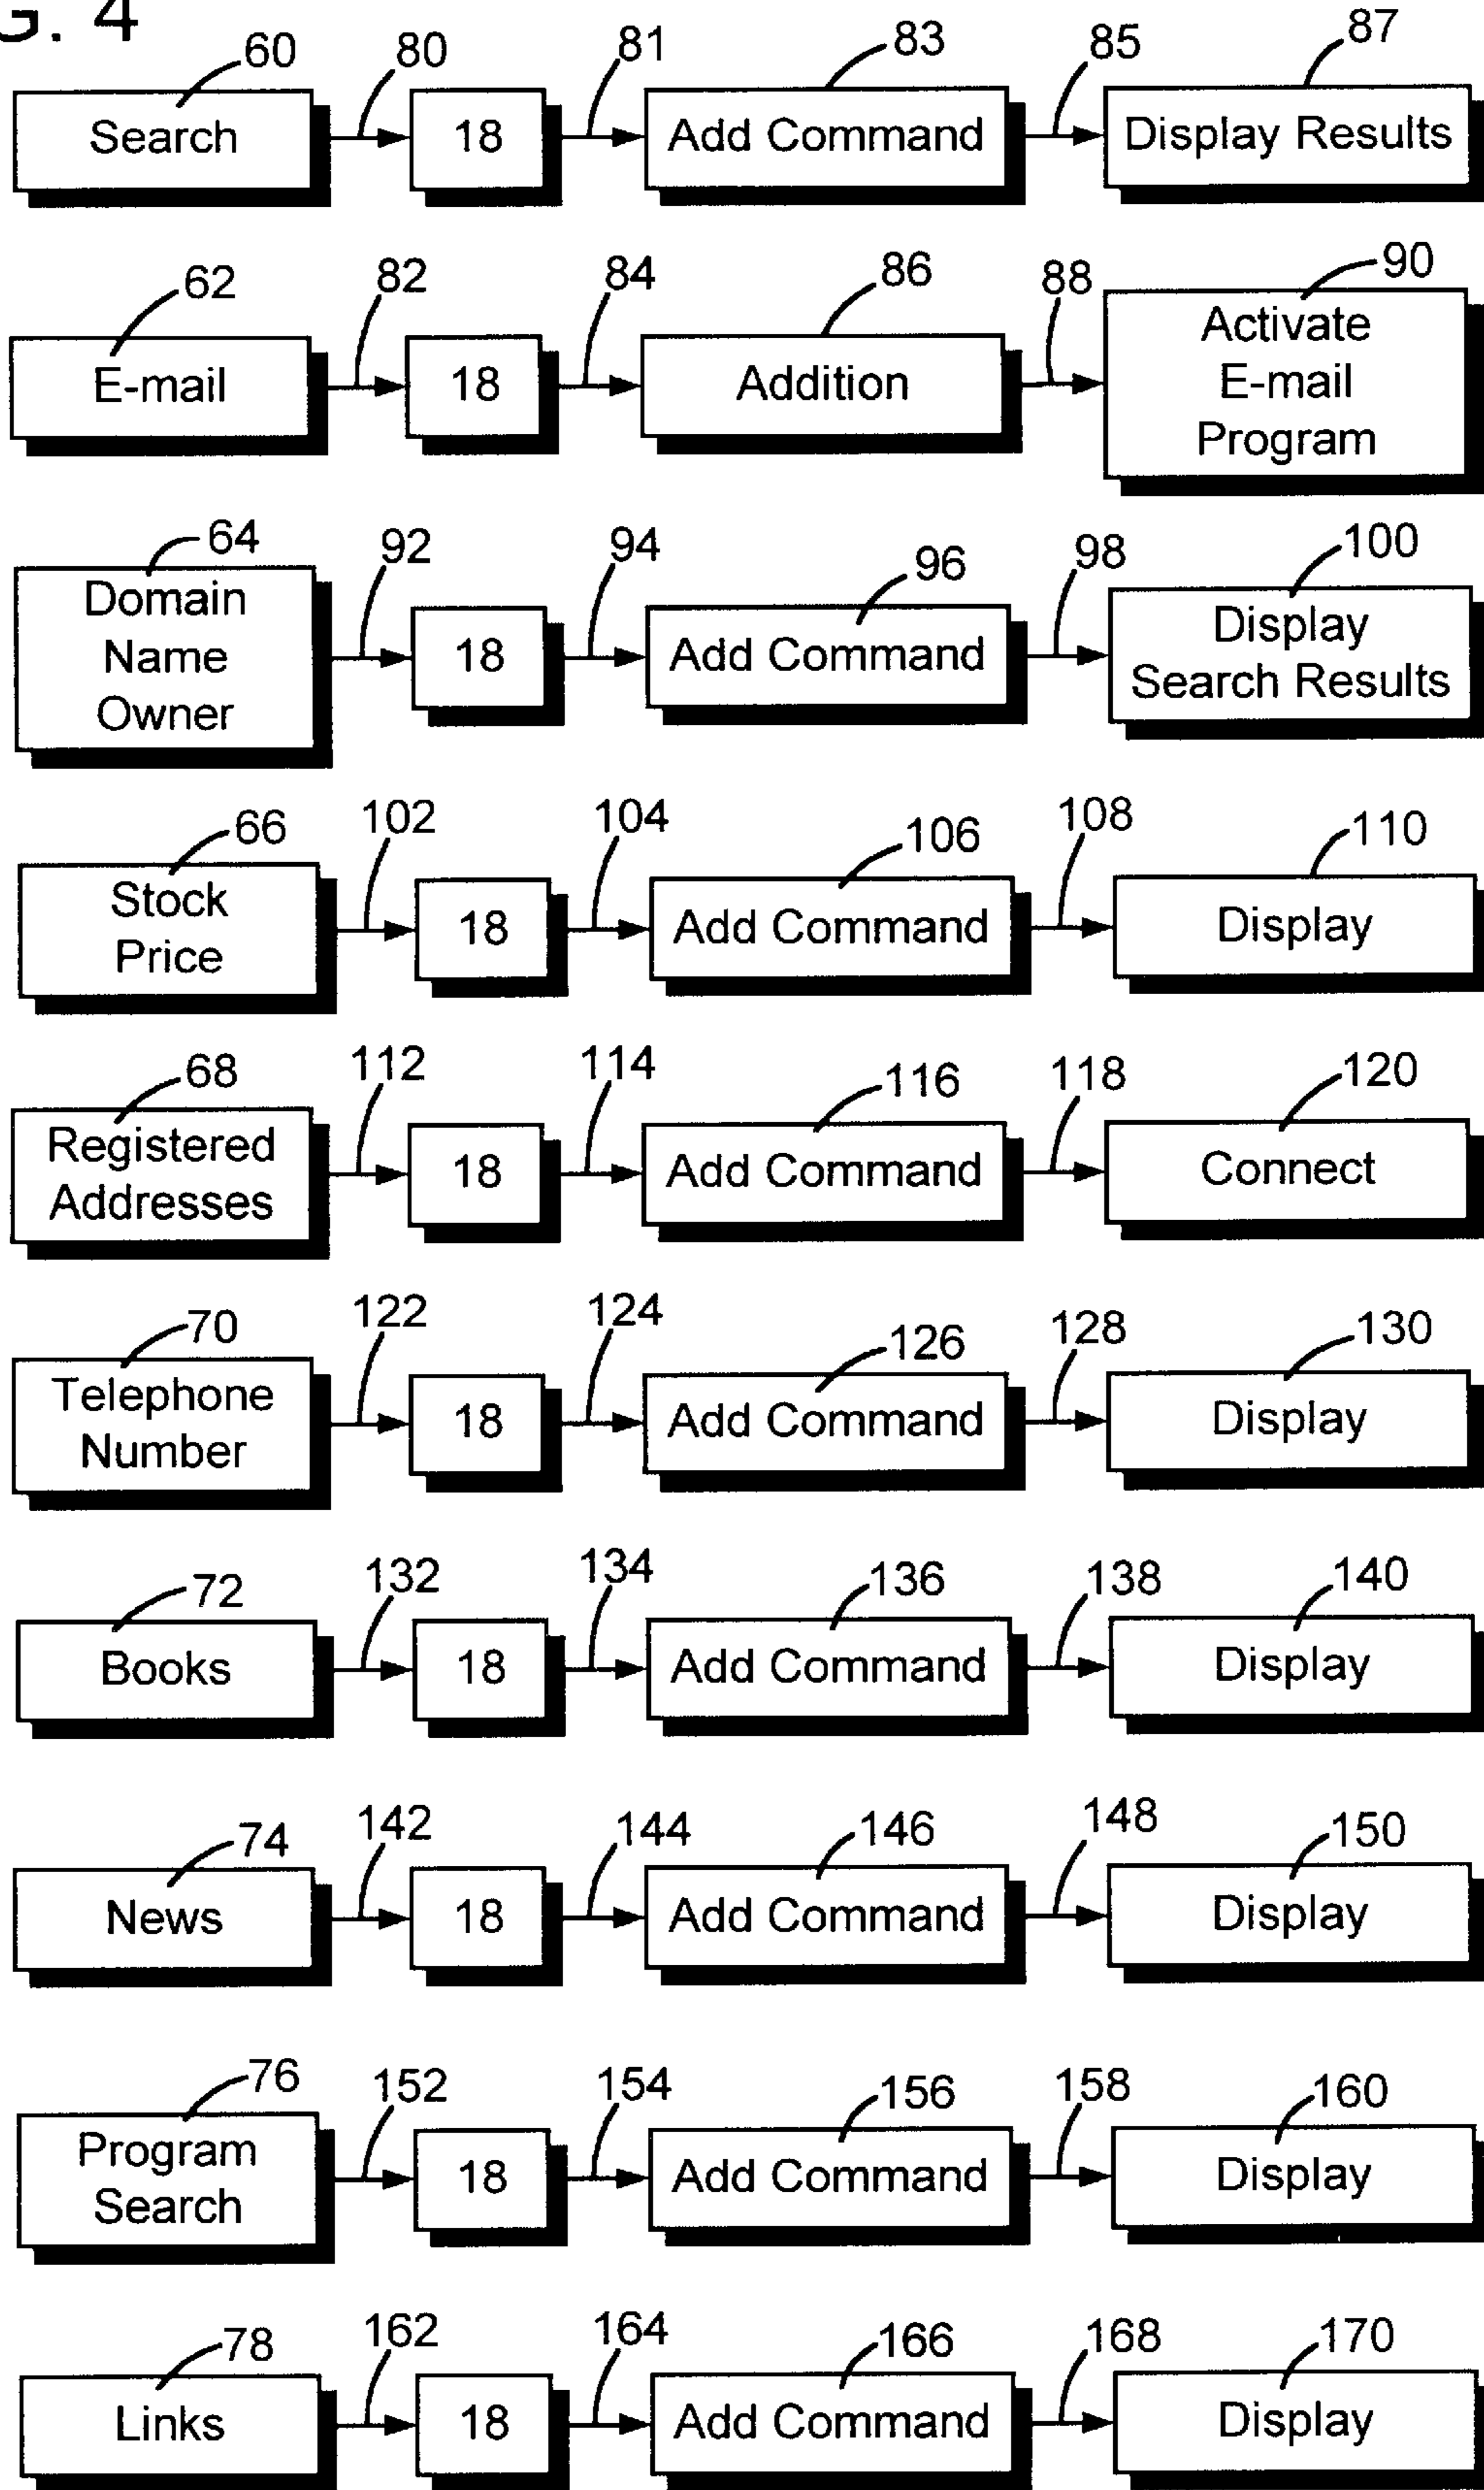 G. 4
60 80 81 83 85 87
Search 18 Add Command Display Results
62 82 84 86 88 90
E-mail 18 Addition Activate
E-mail
Program
64 92 94 96 98 100
Domain
Name
Owner
18 Add Command Display
Search Results
66 102 104 106 108 110
Stock
Price
18 Add Command Display
68 112 114 116 118 120
Registered
Addresses
18 Add Command Connect
70 122 124 126 128 130
Telephone
Number
18 Add Command Display
72 132 134 136 138 140
Books 18 Add Command Display
74 142 144 146 148 150
News 18 Add Command Display
76 152 154 156 158 160
Program
Search
18 Add Command Display
78 162 164 166 168 170
Links 18 Add Command Display